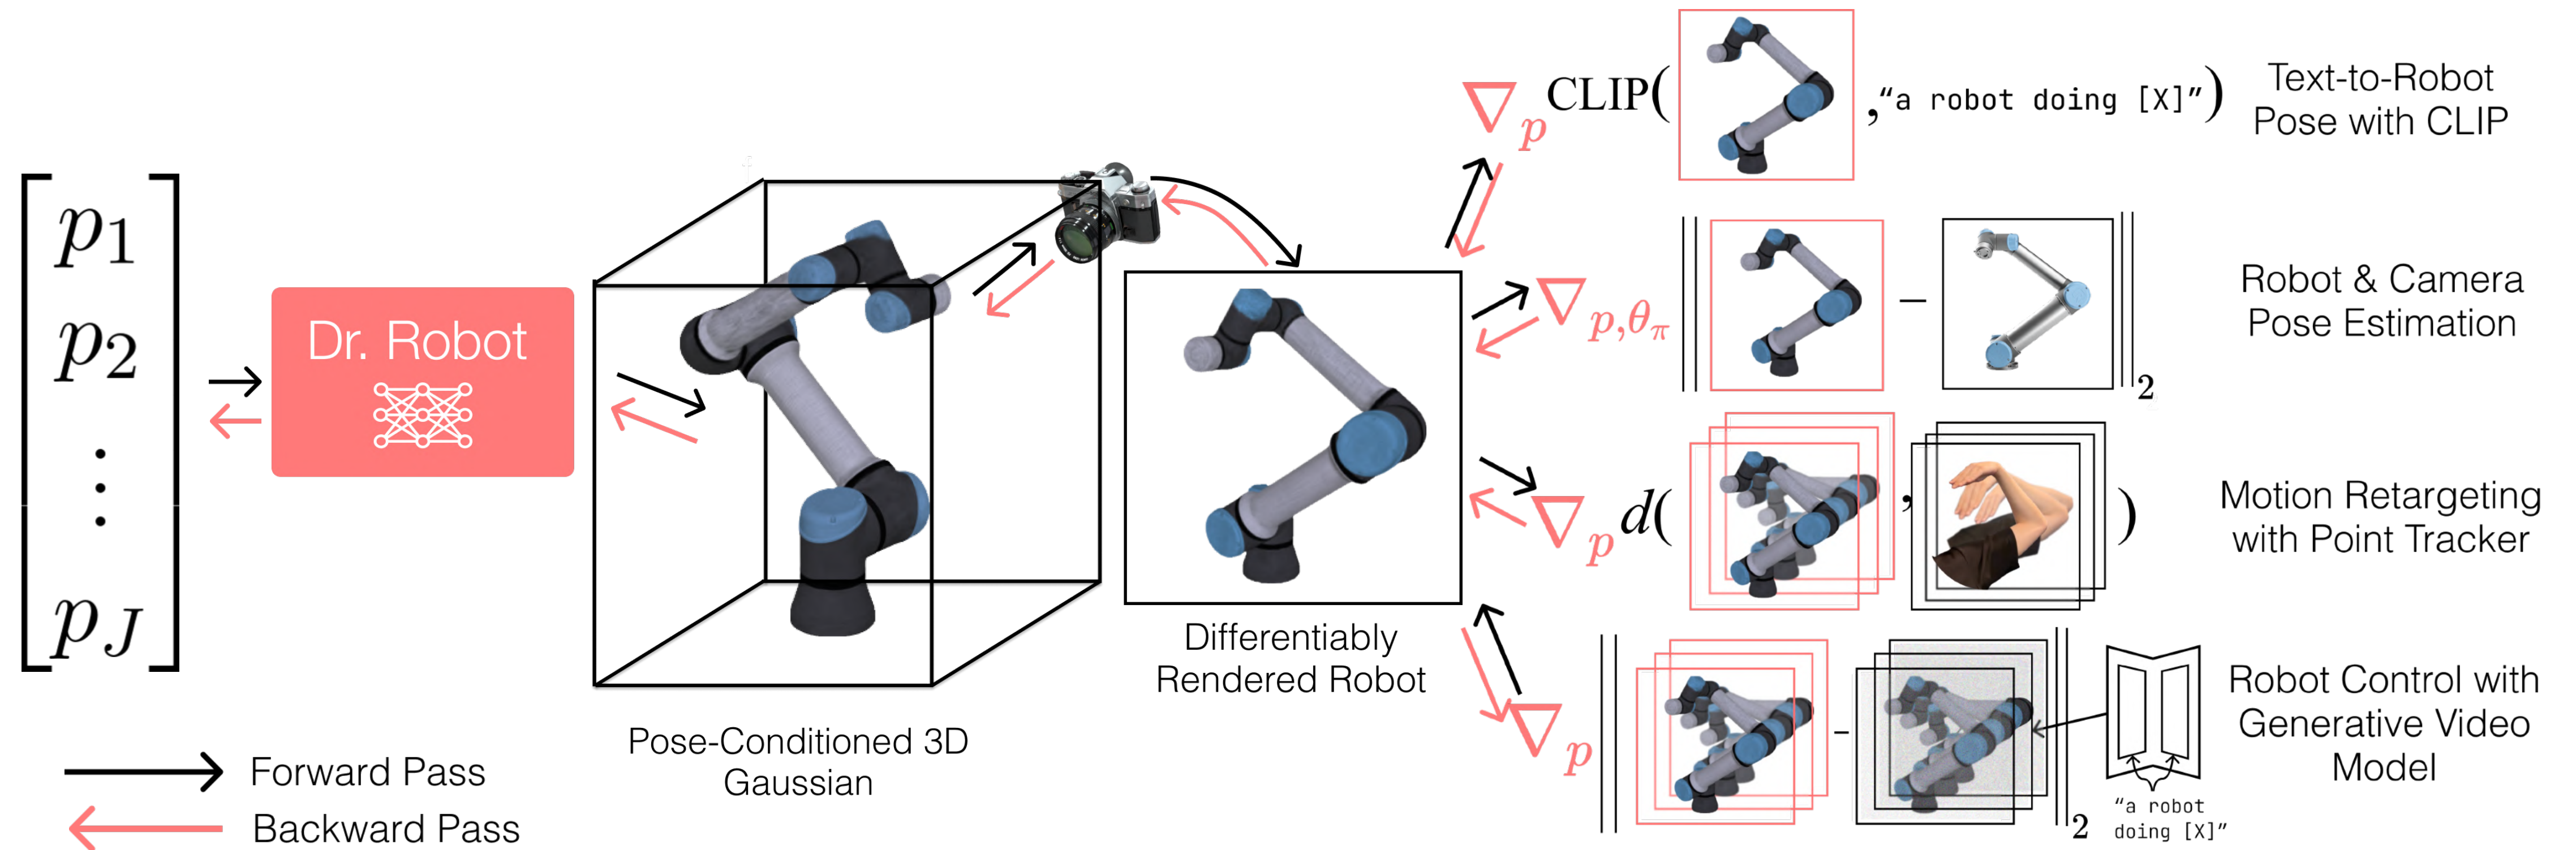 p₁
p₂
⋮
p_J
Dr. Robot
Forward Pass
Backward Pass
Pose-Conditioned 3D
Gaussian
Differentiably
Rendered Robot
∇p CLIP( ,“a robot doing [X]”)
Text-to-Robot
Pose with CLIP
∇p,θπ || − ||₂
Robot & Camera
Pose Estimation
∇p d( , )
Motion Retargeting
with Point Tracker
∇p || − ||₂
“a robot
doing [X]”
Robot Control with
Generative Video
Model